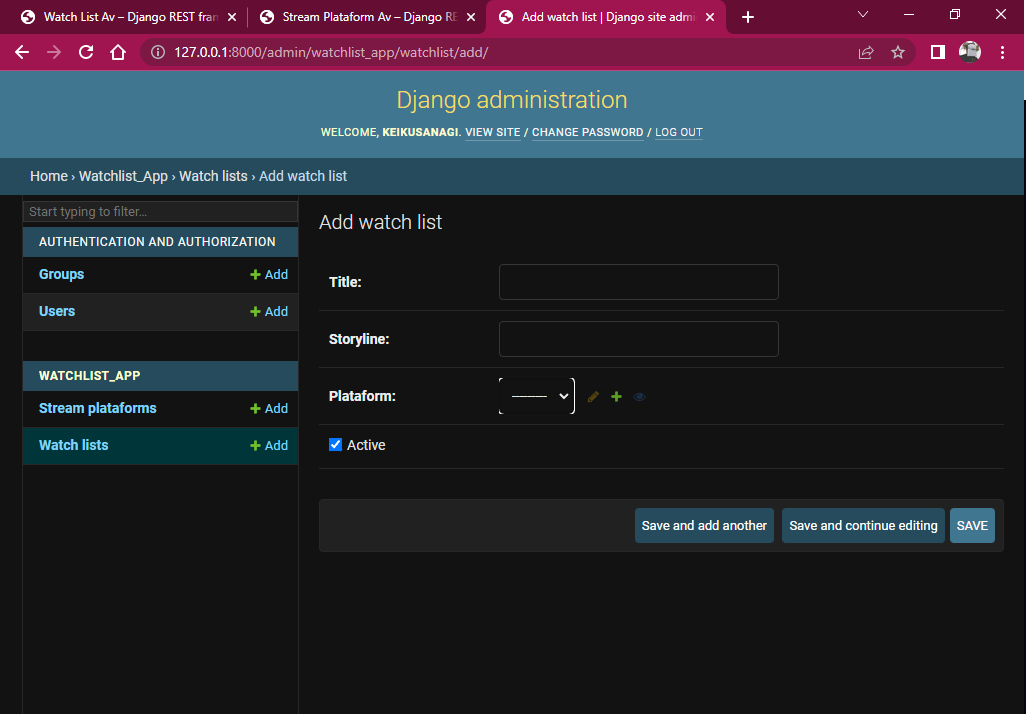 Watch List Av – Django REST fran
Stream Plataform Av – Django RE
Add watch list | Django site admi
127.0.0.1:8000/admin/watchlist_app/watchlist/add/
Django administration
WELCOME, KEIKUSANAGI. VIEW SITE / CHANGE PASSWORD / LOG OUT
Home › Watchlist_App › Watch lists › Add watch list
Start typing to filter...
AUTHENTICATION AND AUTHORIZATION
Groups + Add
Users + Add
WATCHLIST_APP
Stream plataforms + Add
Watch lists + Add
Add watch list
Title:
Storyline:
Plataform: ---------
Active
Save and add another Save and continue editing SAVE